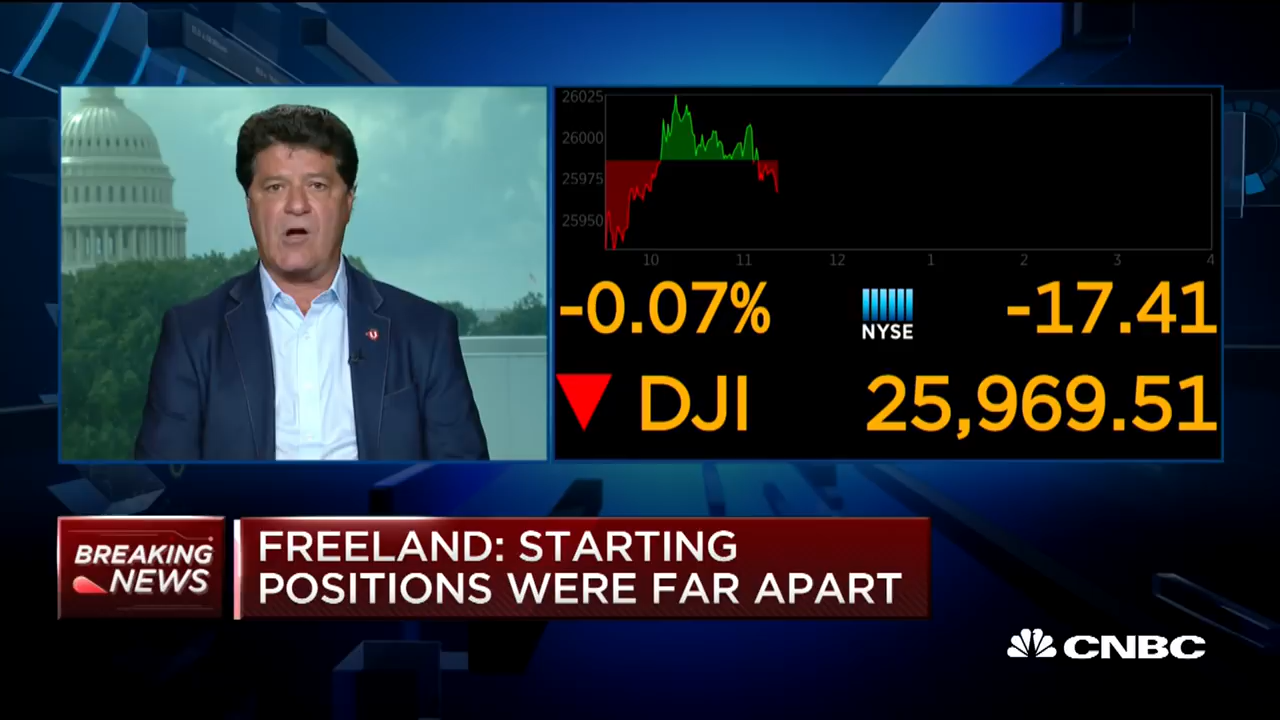 26025
26000
25975
25950
10 11 12 1 2 3 4
-0.07% NYSE -17.41
DJI 25,969.51
BREAKING
NEWS
FREELAND: STARTING
POSITIONS WERE FAR APART
CNBC